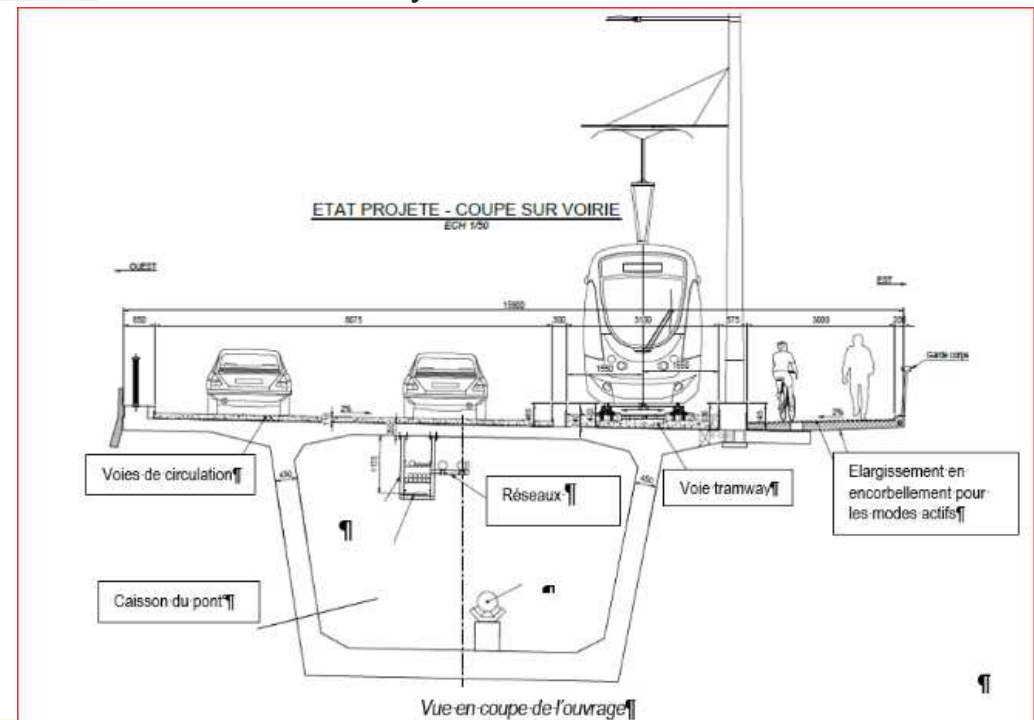 ETAT PROJETE - COUPE SUR VOIRIE
ECH 1/50
OUEST
EST
15900
650
6075
300
3100
575
3000
200
Garde corps
1550
1550
2%
2%
Voies de circulation¶
1155
450
450
Réseaux·¶
Voie·tramway¶
Elargissement·en·
encorbellement·pour·
les·modes·actifs¶
¶
Caisson·du·pont¶
¶
Vue·en·coupe·de·l'ouvrage¶